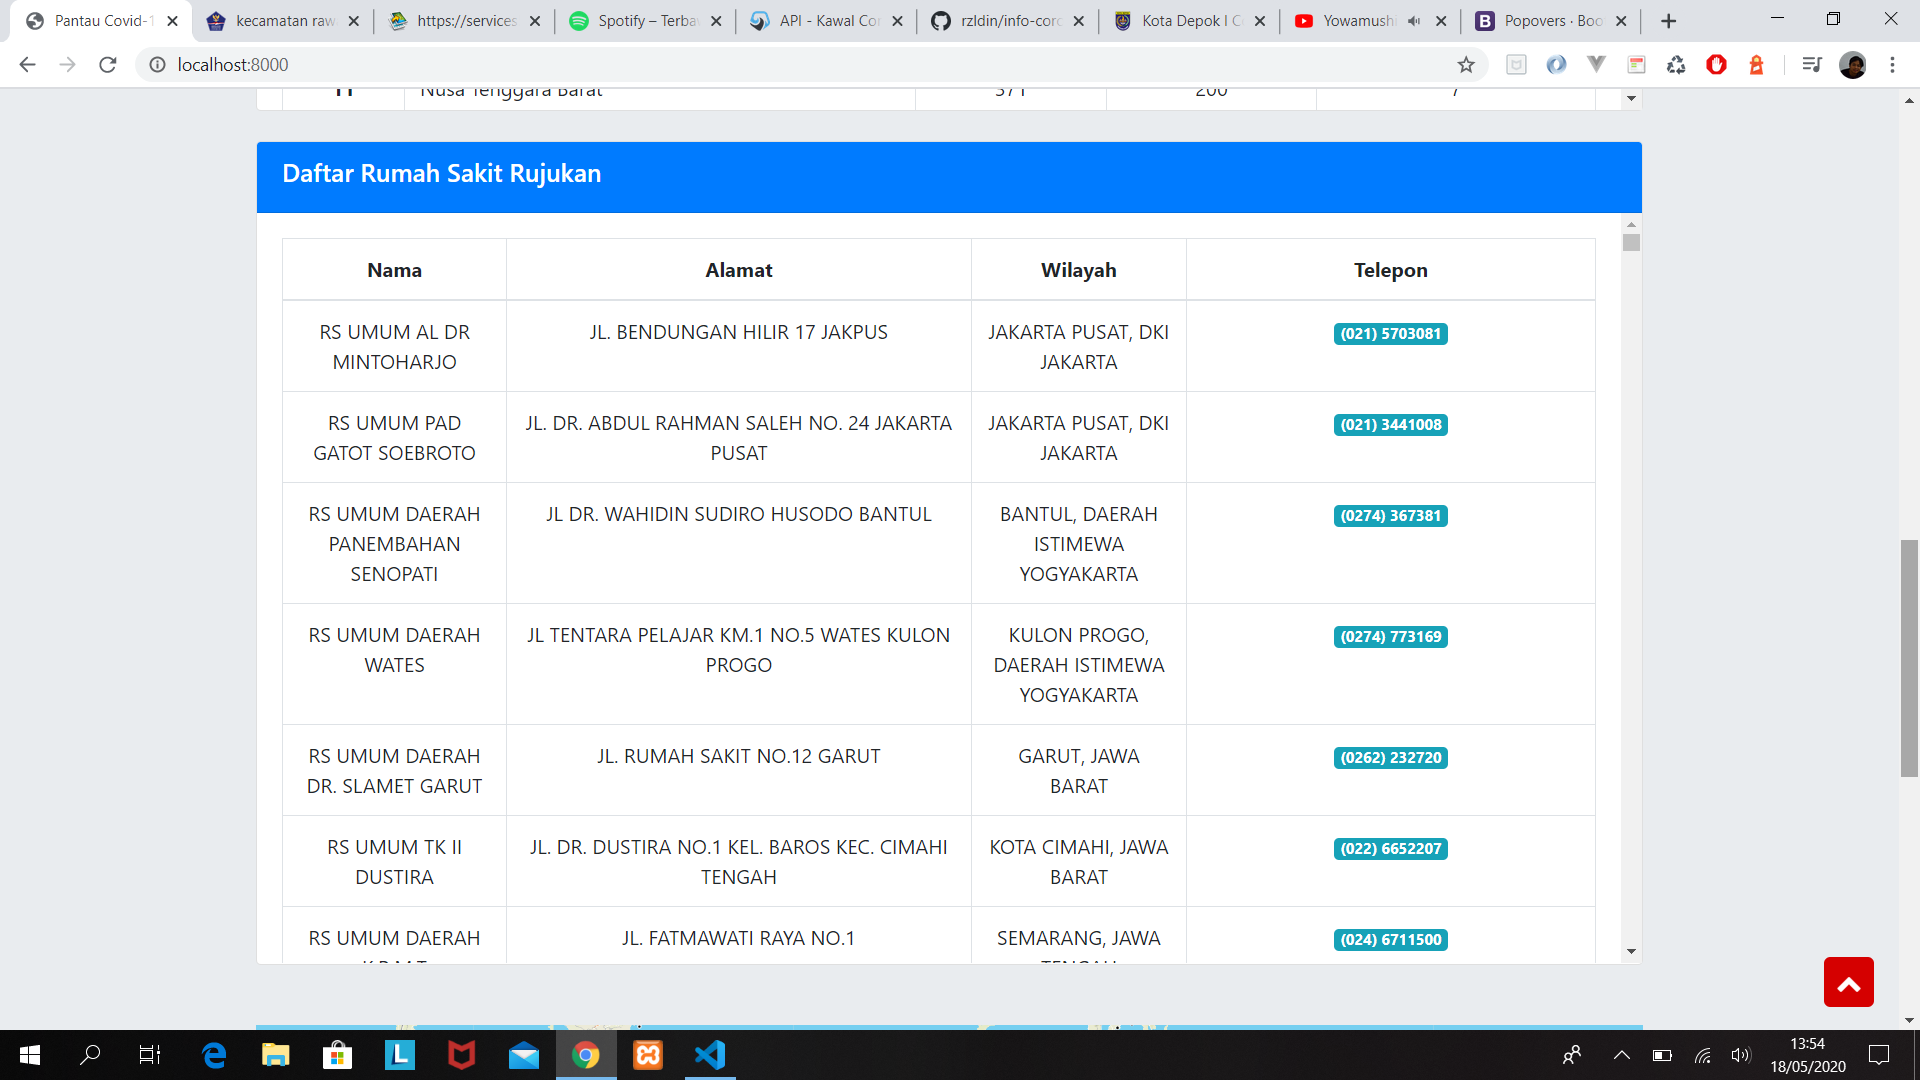 Pantau Covid-1
kecamatan raw
https://services
Spotify – Terba
API - Kawal Co
rzldin/info-coro
Kota Depok I C
Yowamushi
Popovers · Boo
localhost:8000
11 Nusa Tenggara Barat 371 200 7
Daftar Rumah Sakit Rujukan
Nama Alamat Wilayah Telepon
RS UMUM AL DR JL. BENDUNGAN HILIR 17 JAKPUS JAKARTA PUSAT, DKI (021) 5703081
MINTOHARJO JAKARTA
RS UMUM PAD JL. DR. ABDUL RAHMAN SALEH NO. 24 JAKARTA JAKARTA PUSAT, DKI (021) 3441008
GATOT SOEBROTO PUSAT JAKARTA
RS UMUM DAERAH JL DR. WAHIDIN SUDIRO HUSODO BANTUL BANTUL, DAERAH (0274) 367381
PANEMBAHAN ISTIMEWA
SENOPATI YOGYAKARTA
RS UMUM DAERAH JL TENTARA PELAJAR KM.1 NO.5 WATES KULON KULON PROGO, (0274) 773169
WATES PROGO DAERAH ISTIMEWA
YOGYAKARTA
RS UMUM DAERAH JL. RUMAH SAKIT NO.12 GARUT GARUT, JAWA (0262) 232720
DR. SLAMET GARUT BARAT
RS UMUM TK II JL. DR. DUSTIRA NO.1 KEL. BAROS KEC. CIMAHI KOTA CIMAHI, JAWA (022) 6652207
DUSTIRA TENGAH BARAT
RS UMUM DAERAH JL. FATMAWATI RAYA NO.1 SEMARANG, JAWA (024) 6711500
TENGAH
13:54
18/05/2020